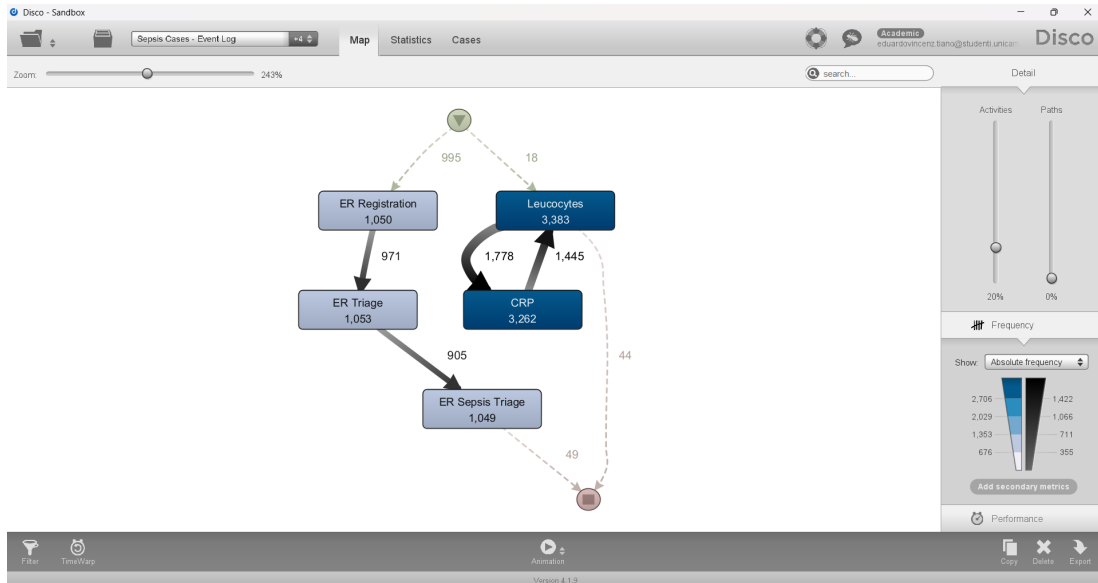 Disco - Sandbox
Sepsis Cases - Event Log
+4
Map
Statistics
Cases
Academic
eduardovincenz.tiano@studenti.unicam
Disco
Zoom:
243%
search...
Detail
Activities
Paths
995
18
ER Registration
1,050
Leucocytes
3,383
971
1,778
1,445
ER Triage
1,053
CRP
3,262
905
44
ER Sepsis Triage
1,049
49
20%
0%
Frequency
Show:
Absolute frequency
2,706
1,422
2,029
1,066
1,353
711
676
355
Add secondary metrics
Performance
Filter
TimeWarp
Animation
Copy
Delete
Export
Version 4.1.9